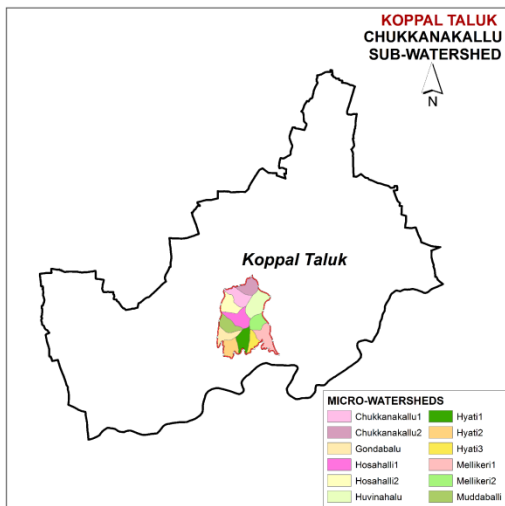 KOPPAL TALUK
CHUKKANAKALLU
SUB-WATERSHED
N
Koppal Taluk
MICRO-WATERSHEDS
Chukkanakallu1
Hyati1
Chukkanakallu2
Hyati2
Gondabalu
Hyati3
Hosahalli1
Mellikeri1
Hosahalli2
Mellikeri2
Huvinahalu
Muddaballi